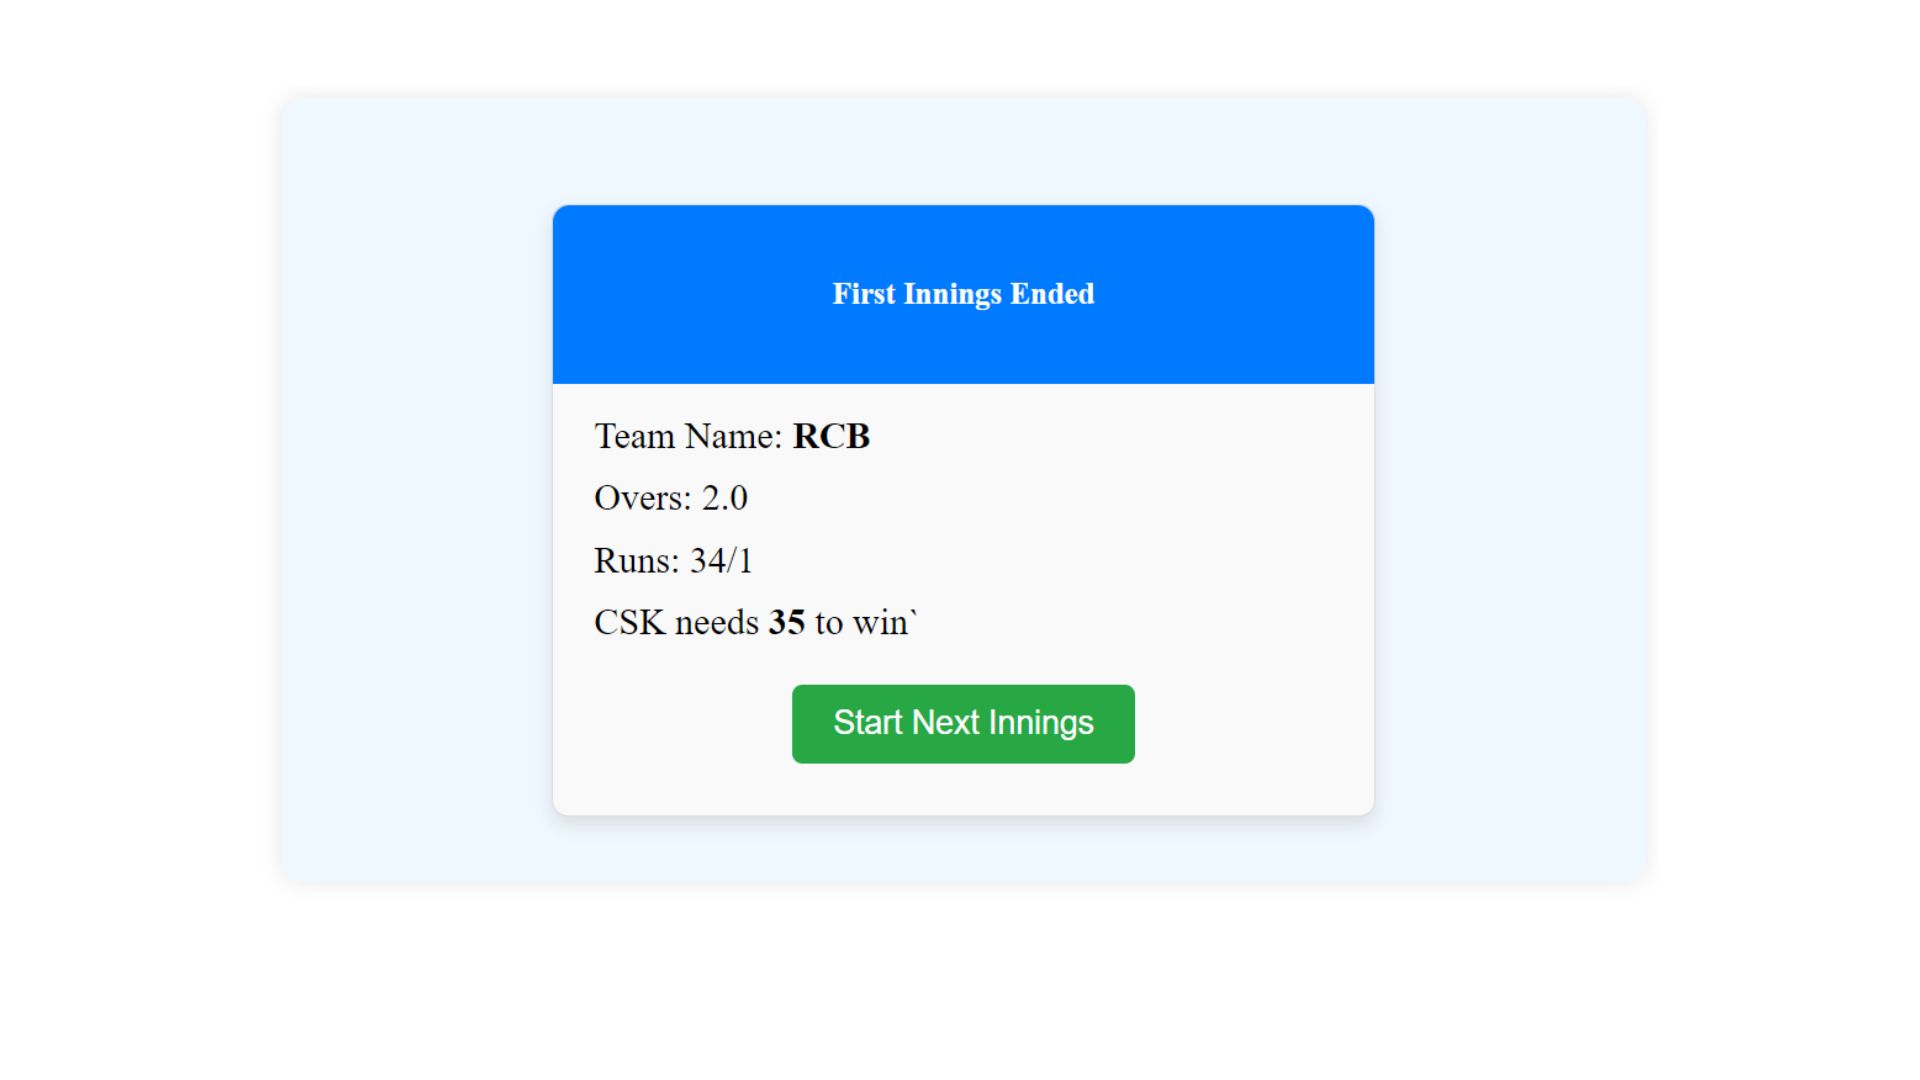 First Innings Ended
Team Name: RCB
Overs: 2.0
Runs: 34/1
CSK needs 35 to win`
Start Next Innings